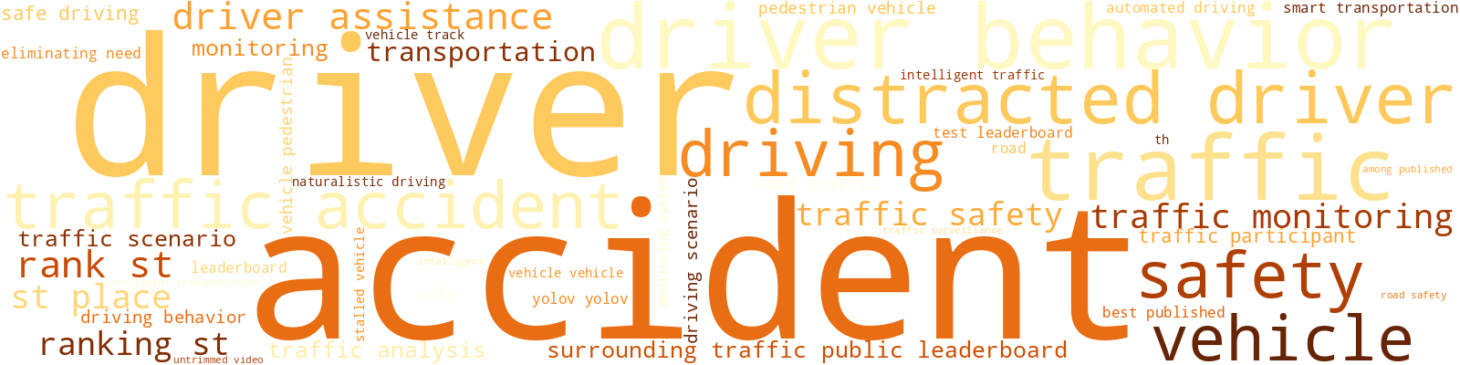 safe driving
driver assistance
pedestrian vehicle
automated driving
smart transportation
eliminating need
monitoring
vehicle track
transportation
driver behavior
driver
intelligent traffic
distracted driver
vehicle pedestrian
driving
test leaderboard
road
th
traffic
among published
naturalistic driving
traffic accident
monitoring system
driving scenario
traffic safety
traffic monitoring
traffic surveillance
traffic participant
traffic scenario
accident
rank st
leaderboard
stalled vehicle
intelligent
vehicle vehicle
safety
st place
safe
yolov yolov
road safety
driving behavior
best published
ranking st
untrimmed video
traffic analysis
surrounding traffic
public leaderboard
vehicle